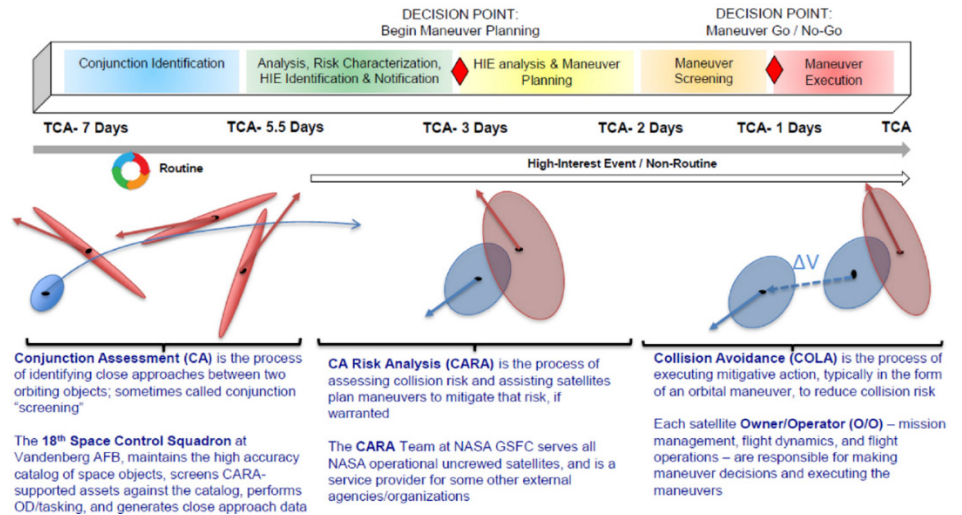 DECISION POINT:
Begin Maneuver Planning
DECISION POINT:
Maneuver Go / No-Go
Conjunction Identification
Analysis, Risk Characterization,
HIE Identification & Notification
HIE analysis & Maneuver
Planning
Maneuver
Screening
Maneuver
Execution
TCA- 7 Days
TCA- 5.5 Days
TCA- 3 Days
TCA- 2 Days
TCA- 1 Days
TCA
Routine
High-Interest Event / Non-Routine
ΔV
Conjunction Assessment (CA) is the process
of identifying close approaches between two
orbiting objects; sometimes called conjunction
“screening”
The 18th Space Control Squadron at
Vandenberg AFB, maintains the high accuracy
catalog of space objects, screens CARA-
supported assets against the catalog, performs
OD/tasking, and generates close approach data
CA Risk Analysis (CARA) is the process of
assessing collision risk and assisting satellites
plan maneuvers to mitigate that risk, if
warranted
The CARA Team at NASA GSFC serves all
NASA operational uncrewed satellites, and is a
service provider for some other external
agencies/organizations
Collision Avoidance (COLA) is the process of
executing mitigative action, typically in the form
of an orbital maneuver, to reduce collision risk
Each satellite Owner/Operator (O/O) – mission
management, flight dynamics, and flight
operations – are responsible for making
maneuver decisions and executing the
maneuvers